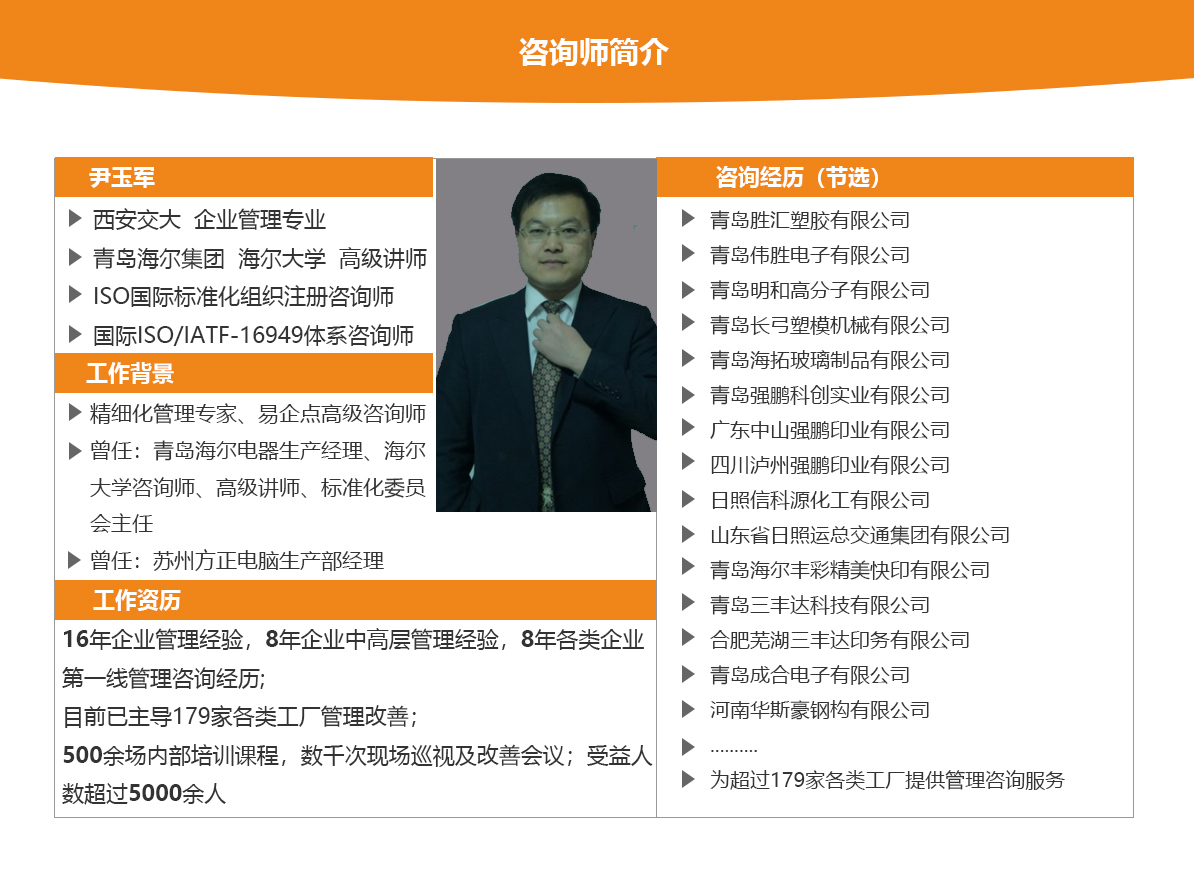 咨询师简介
尹玉军
西安交大 企业管理专业
青岛海尔集团 海尔大学 高级讲师
ISO国际标准化组织注册咨询师
国际ISO/IATF-16949体系咨询师
工作背景
精细化管理专家、易企点高级咨询师
曾任：青岛海尔电器生产经理、海尔
大学咨询师、高级讲师、标准化委员
会主任
曾任：苏州方正电脑生产部经理
工作资历
16年企业管理经验，8年企业中高层管理经验，8年各类企业
第一线管理咨询经历;
目前已主导179家各类工厂管理改善；
500余场内部培训课程，数千次现场巡视及改善会议；受益人
数超过5000余人
咨询经历（节选）
青岛胜汇塑胶有限公司
青岛伟胜电子有限公司
青岛明和高分子有限公司
青岛长弓塑模机械有限公司
青岛海拓玻璃制品有限公司
青岛强鹏科创实业有限公司
广东中山强鹏印业有限公司
四川泸州强鹏印业有限公司
日照信科源化工有限公司
山东省日照运总交通集团有限公司
青岛海尔丰彩精美快印有限公司
青岛三丰达科技有限公司
合肥芜湖三丰达印务有限公司
青岛成合电子有限公司
河南华斯豪钢构有限公司
..........
为超过179家各类工厂提供管理咨询服务